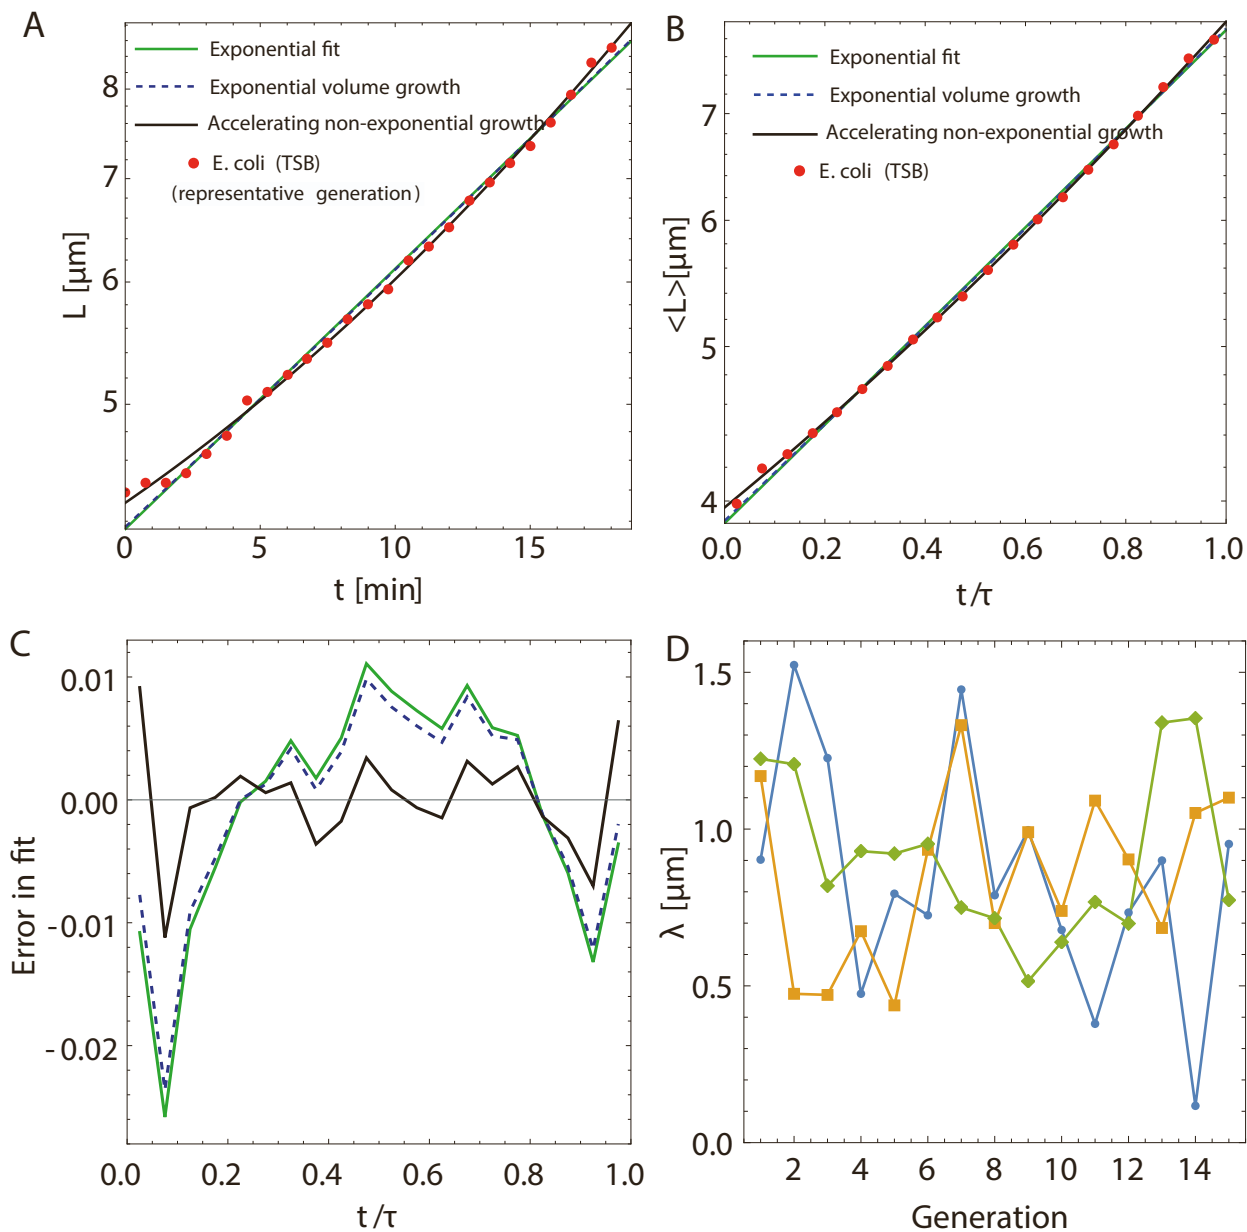 A
Exponential fit
Exponential volume growth
Accelerating non-exponential growth
E. coli (TSB)
(representative generation)
8
7
6
5
L [μm]
0
5
10
15
t [min]
B
Exponential fit
Exponential volume growth
Accelerating non-exponential growth
E. coli (TSB)
7
6
5
4
<L>[μm]
0.0
0.2
0.4
0.6
0.8
1.0
t/τ
C
0.01
0.00
-0.01
-0.02
Error in fit
0.0
0.2
0.4
0.6
0.8
1.0
t/τ
D
1.5
1.0
0.5
0.0
λ [μm]
2
4
6
8
10
12
14
Generation